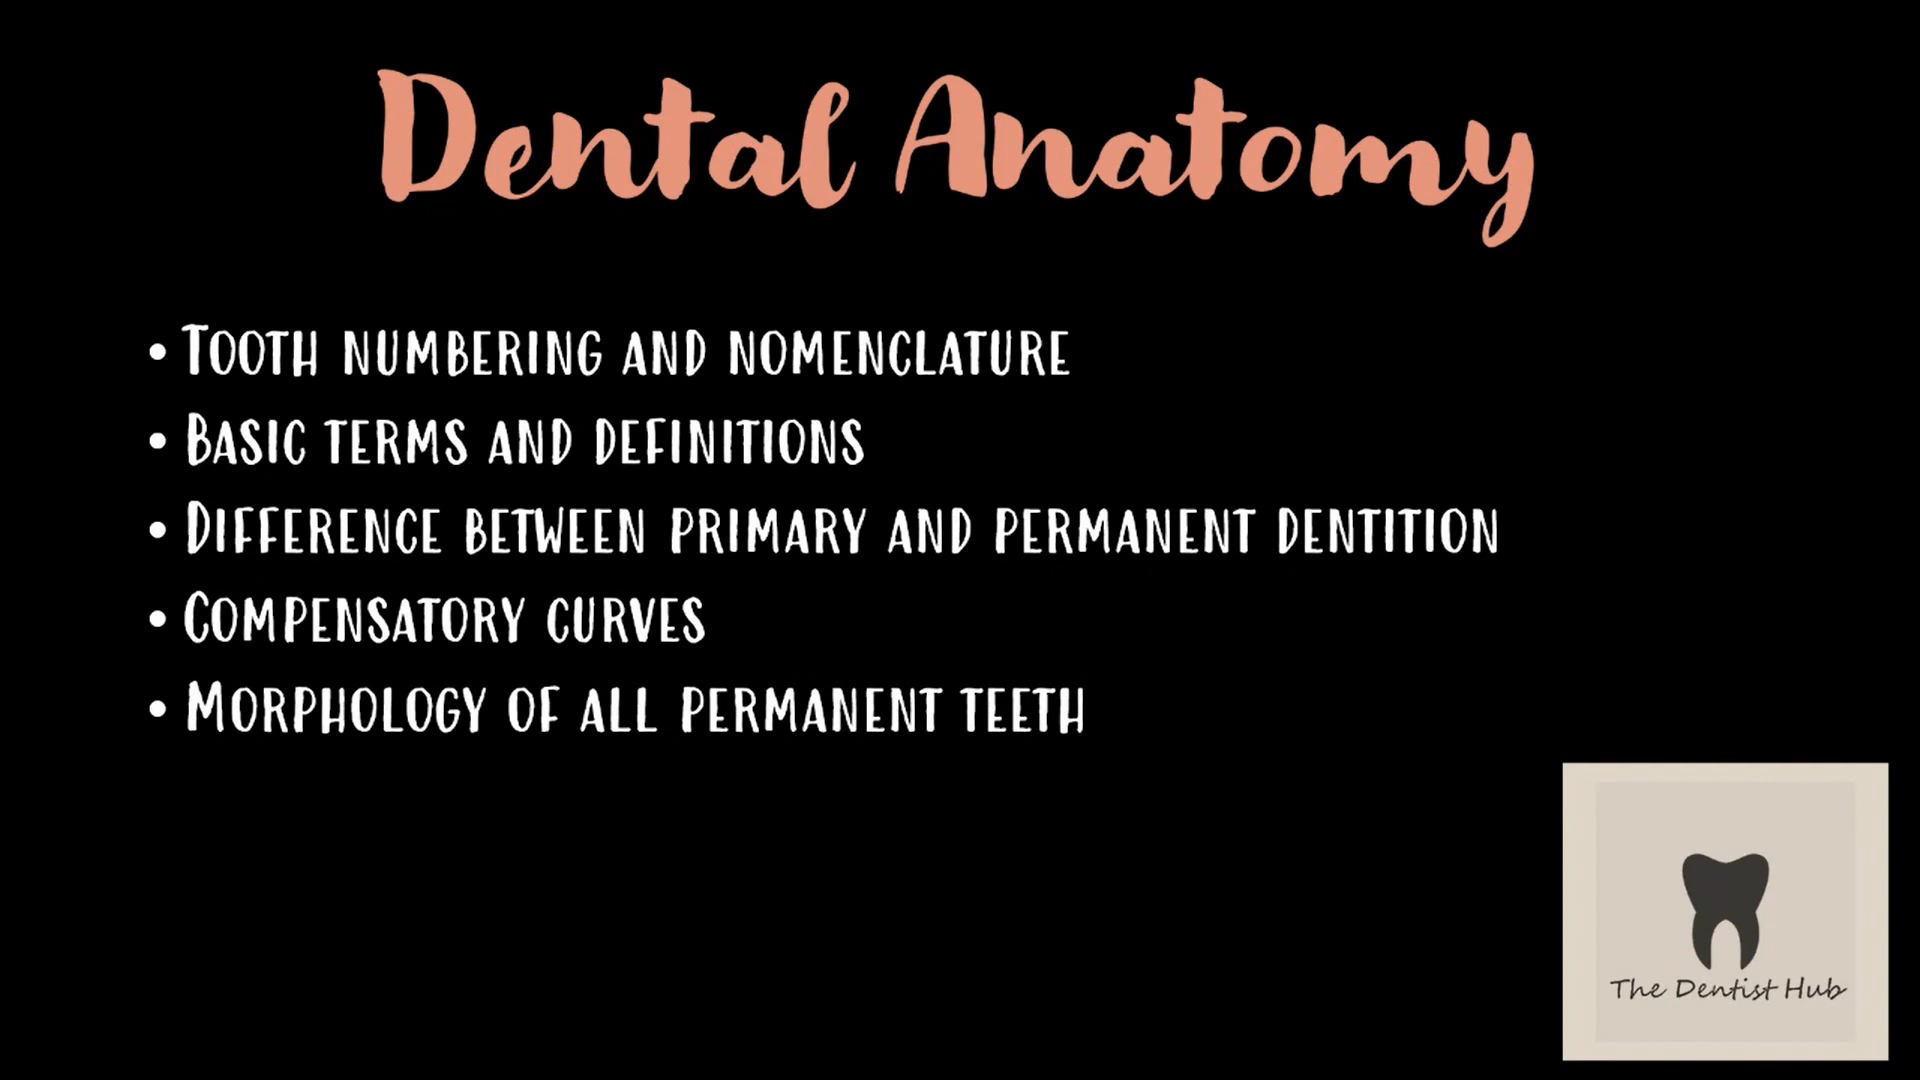 Dental Anatomy
• Tooth numbering and nomenclature
• Basic terms and definitions
• Difference between primary and permanent dentition
• Compensatory curves
• Morphology of all permanent teeth
The Dentist Hub